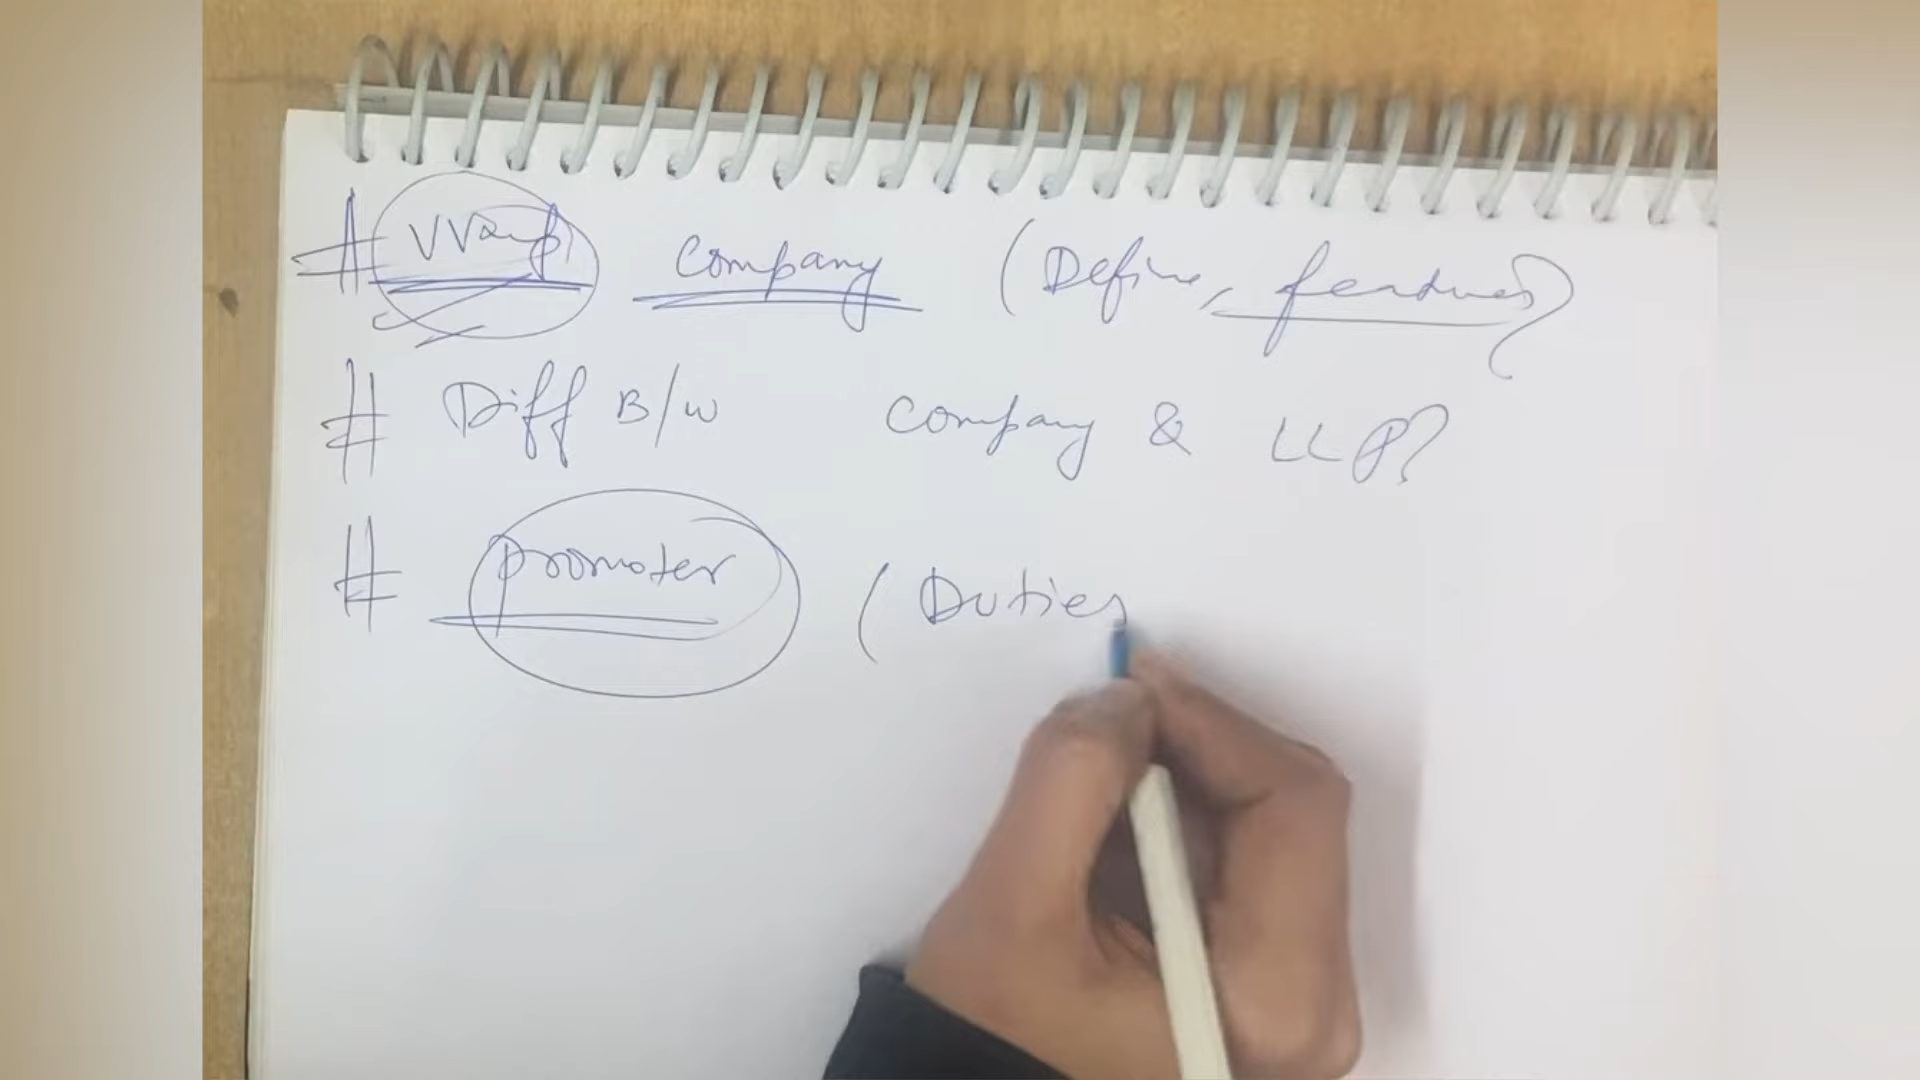 # VVimp Company (Define, features)
# Diff B/w Company & LLP?
# promoter (Duties